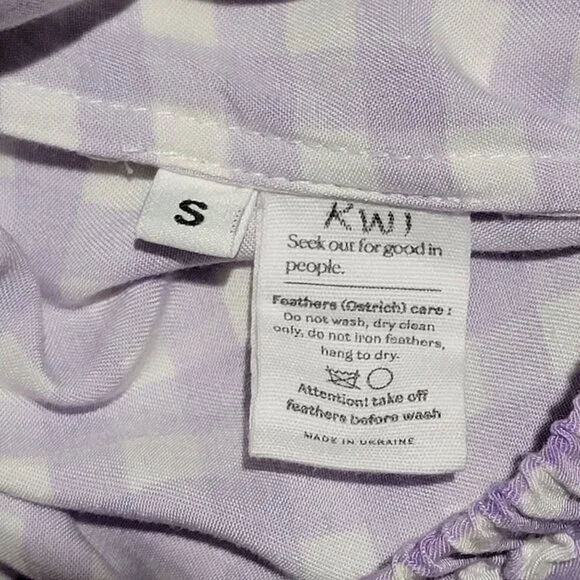 S
KWI
Seek out for good in
people.
Feathers (Ostrich) care :
Do not wash, dry clean
only, do not iron feathers,
hang to dry.
Attention! take off
feathers before wash
MADE IN UKRAINE